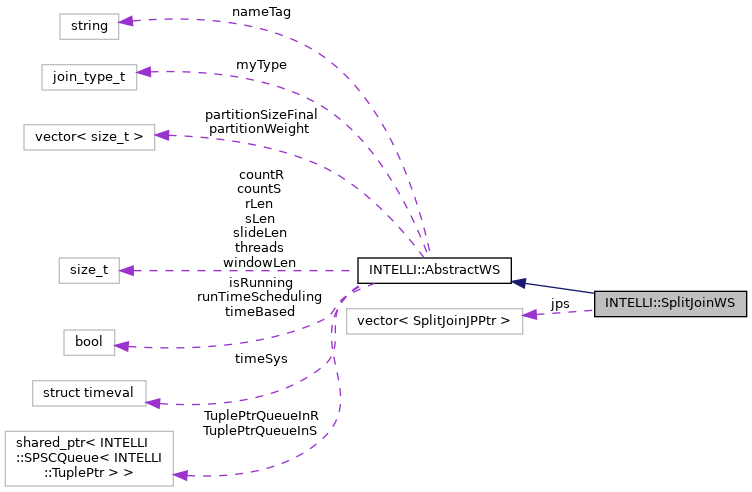 nameTag
string
myType
join_type_t
partitionSizeFinal
partitionWeight
vector< size_t >
countR
countS
rLen
sLen
slideLen
threads
windowLen
size_t
INTELLI::AbstractWS
isRunning
runTimeScheduling
timeBased
jps
INTELLI::SplitJoinWS
vector< SplitJoinJPPtr >
bool
timeSys
struct timeval
TuplePtrQueueInR
TuplePtrQueueInS
shared_ptr< INTELLI
::SPSCQueue< INTELLI
::TuplePtr > >